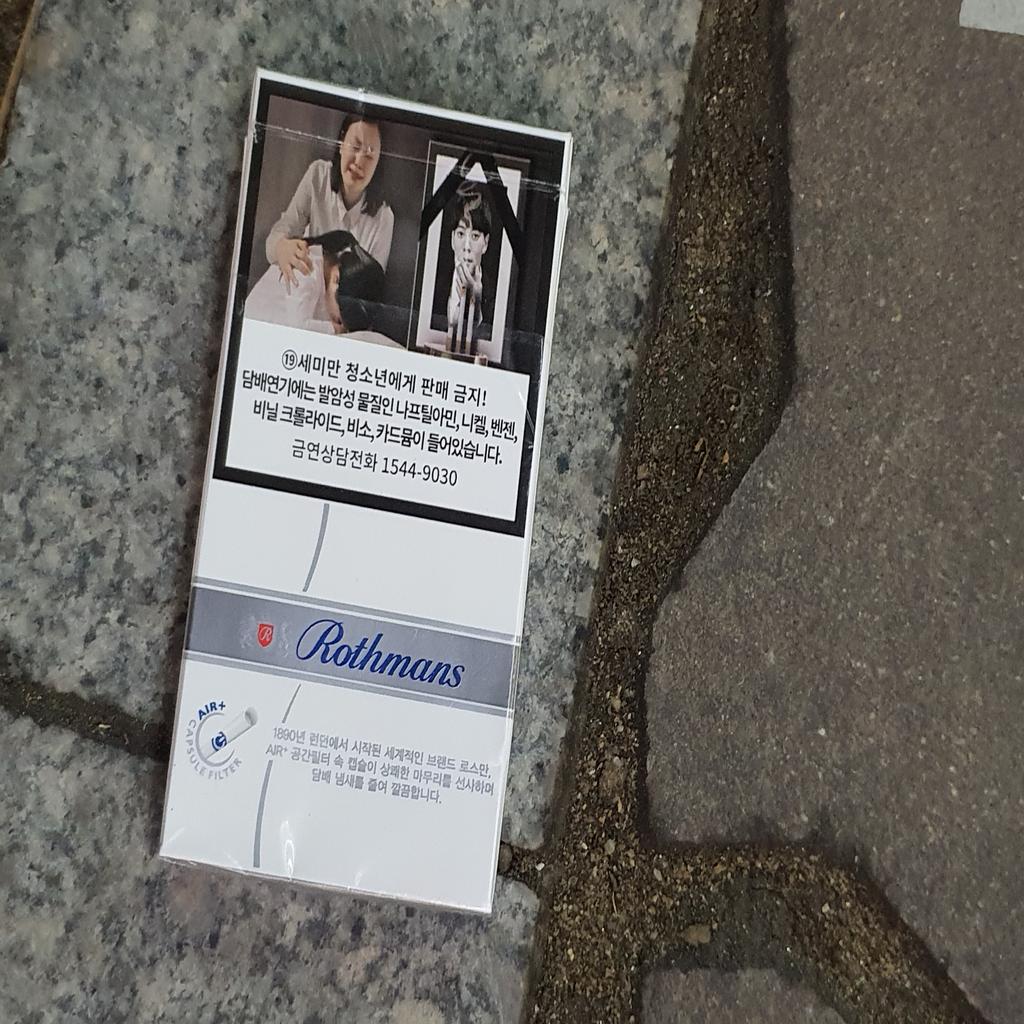 ⑲세미만 청소년에게 판매 금지!
담배연기에는 발암성 물질인 나프틸아민, 니켈, 벤젠,
비닐 크롤라이드, 비소, 카드뮴이 들어있습니다.
금연상담전화 1544-9030
R
Rothmans
AIR+
CAPSULE FILTER
1890년 런던에서 시작된 세계적인 브랜드 로스만,
AIR⁺ 공간필터 속 캡슐이 상쾌한 마무리를 선사하며
담배 냄새를 줄여 깔끔합니다.